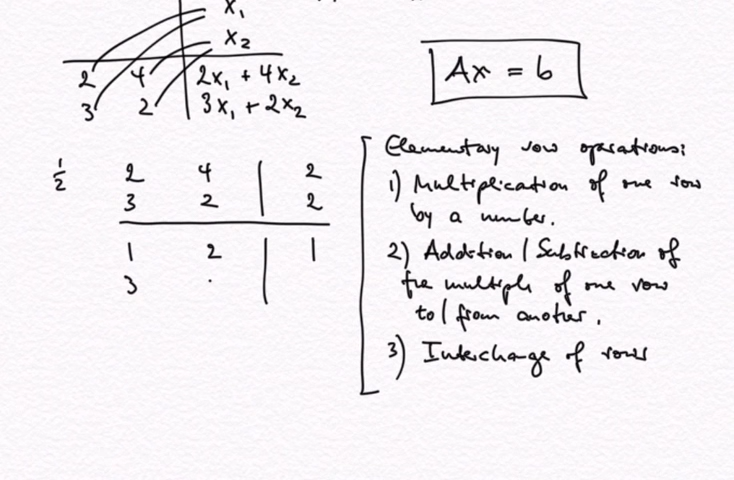 x₁
x₂
2 4 | 2x₁ + 4x₂
3 2 | 3x₁ + 2x₂
Ax = b
½ 2 4 | 2
3 2 | 2
1 2 | 1
3 .
Elementary row operations:
1) Multiplication of one row
by a number.
2) Addition / Subtraction of
the multiple of one row
to / from another.
3) Interchange of rows